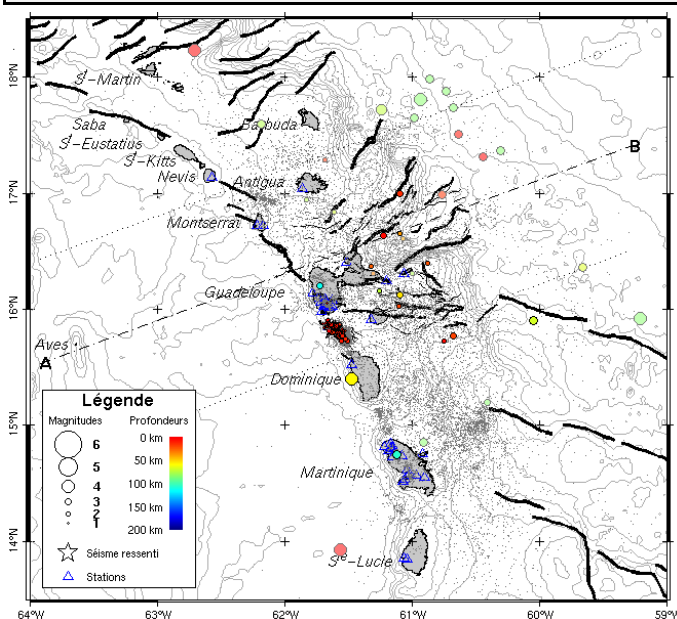 18°N
St-Martin
Saba
Barbuda
B
St-Eustatius
St-Kitts
Nevis
Antigua
17°N
Montserrat
Guadeloupe
16°N
Aves
A
Dominique
Légende
Magnitudes Profondeurs
6 0 km
5 50 km
4 100 km
3 150 km
2 200 km
1
Séisme ressenti
Stations
15°N
Martinique
14°N
Ste-Lucie
64°W 63°W 62°W 61°W 60°W 59°W